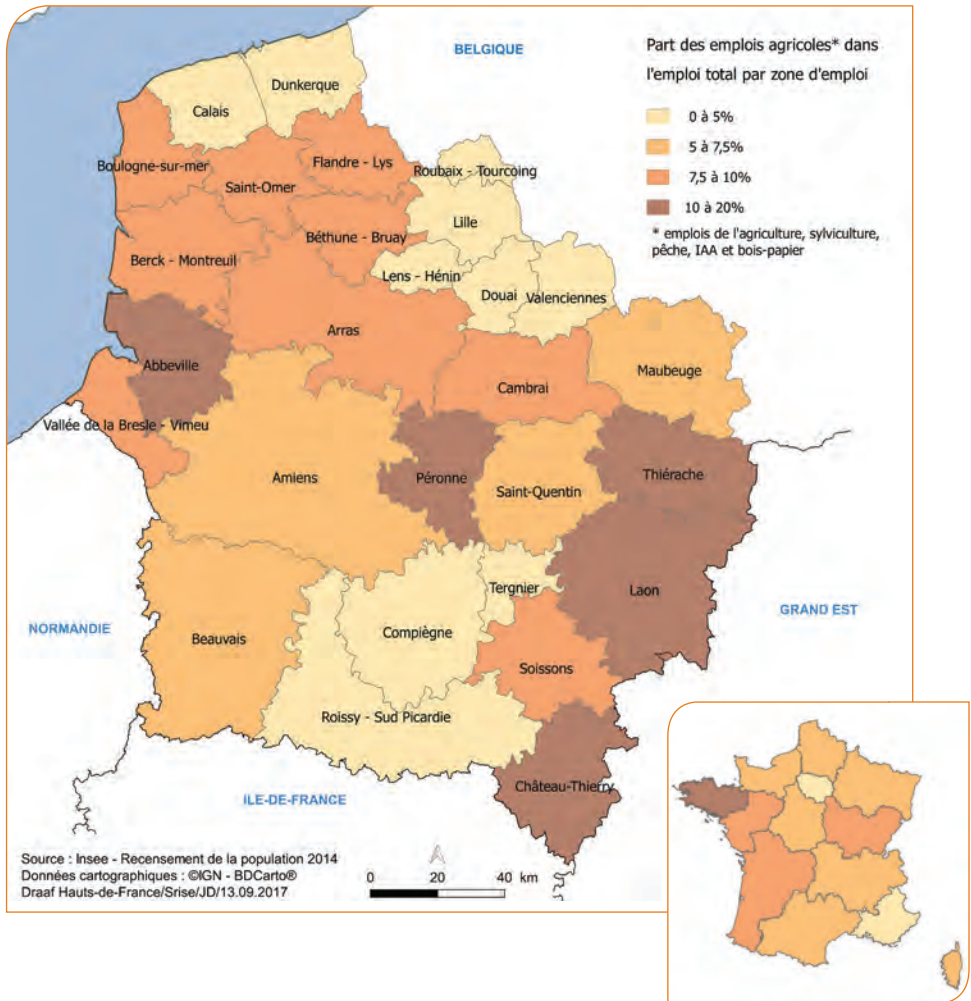 BELGIQUE
Part des emplois agricoles* dans
l'emploi total par zone d'emploi
0 à 5%
5 à 7,5%
7,5 à 10%
10 à 20%
* emplois de l'agriculture, sylviculture,
pêche, IAA et bois-papier
Dunkerque
Calais
Boulogne-sur-mer
Flandre - Lys
Saint-Omer
Roubaix - Tourcoing
Lille
Béthune - Bruay
Berck - Montreuil
Lens - Hénin
Douai
Valenciennes
Arras
Abbeville
Cambrai
Maubeuge
Vallée de la Bresle - Vimeu
Amiens
Péronne
Saint-Quentin
Thiérache
Tergnier
Laon
NORMANDIE
GRAND EST
Beauvais
Compiègne
Soissons
Roissy - Sud Picardie
Château-Thierry
ILE-DE-FRANCE
Source : Insee - Recensement de la population 2014
Données cartographiques : ©IGN - BDCarto®
Draaf Hauts-de-France/Srise/JD/13.09.2017
0 20 40 km